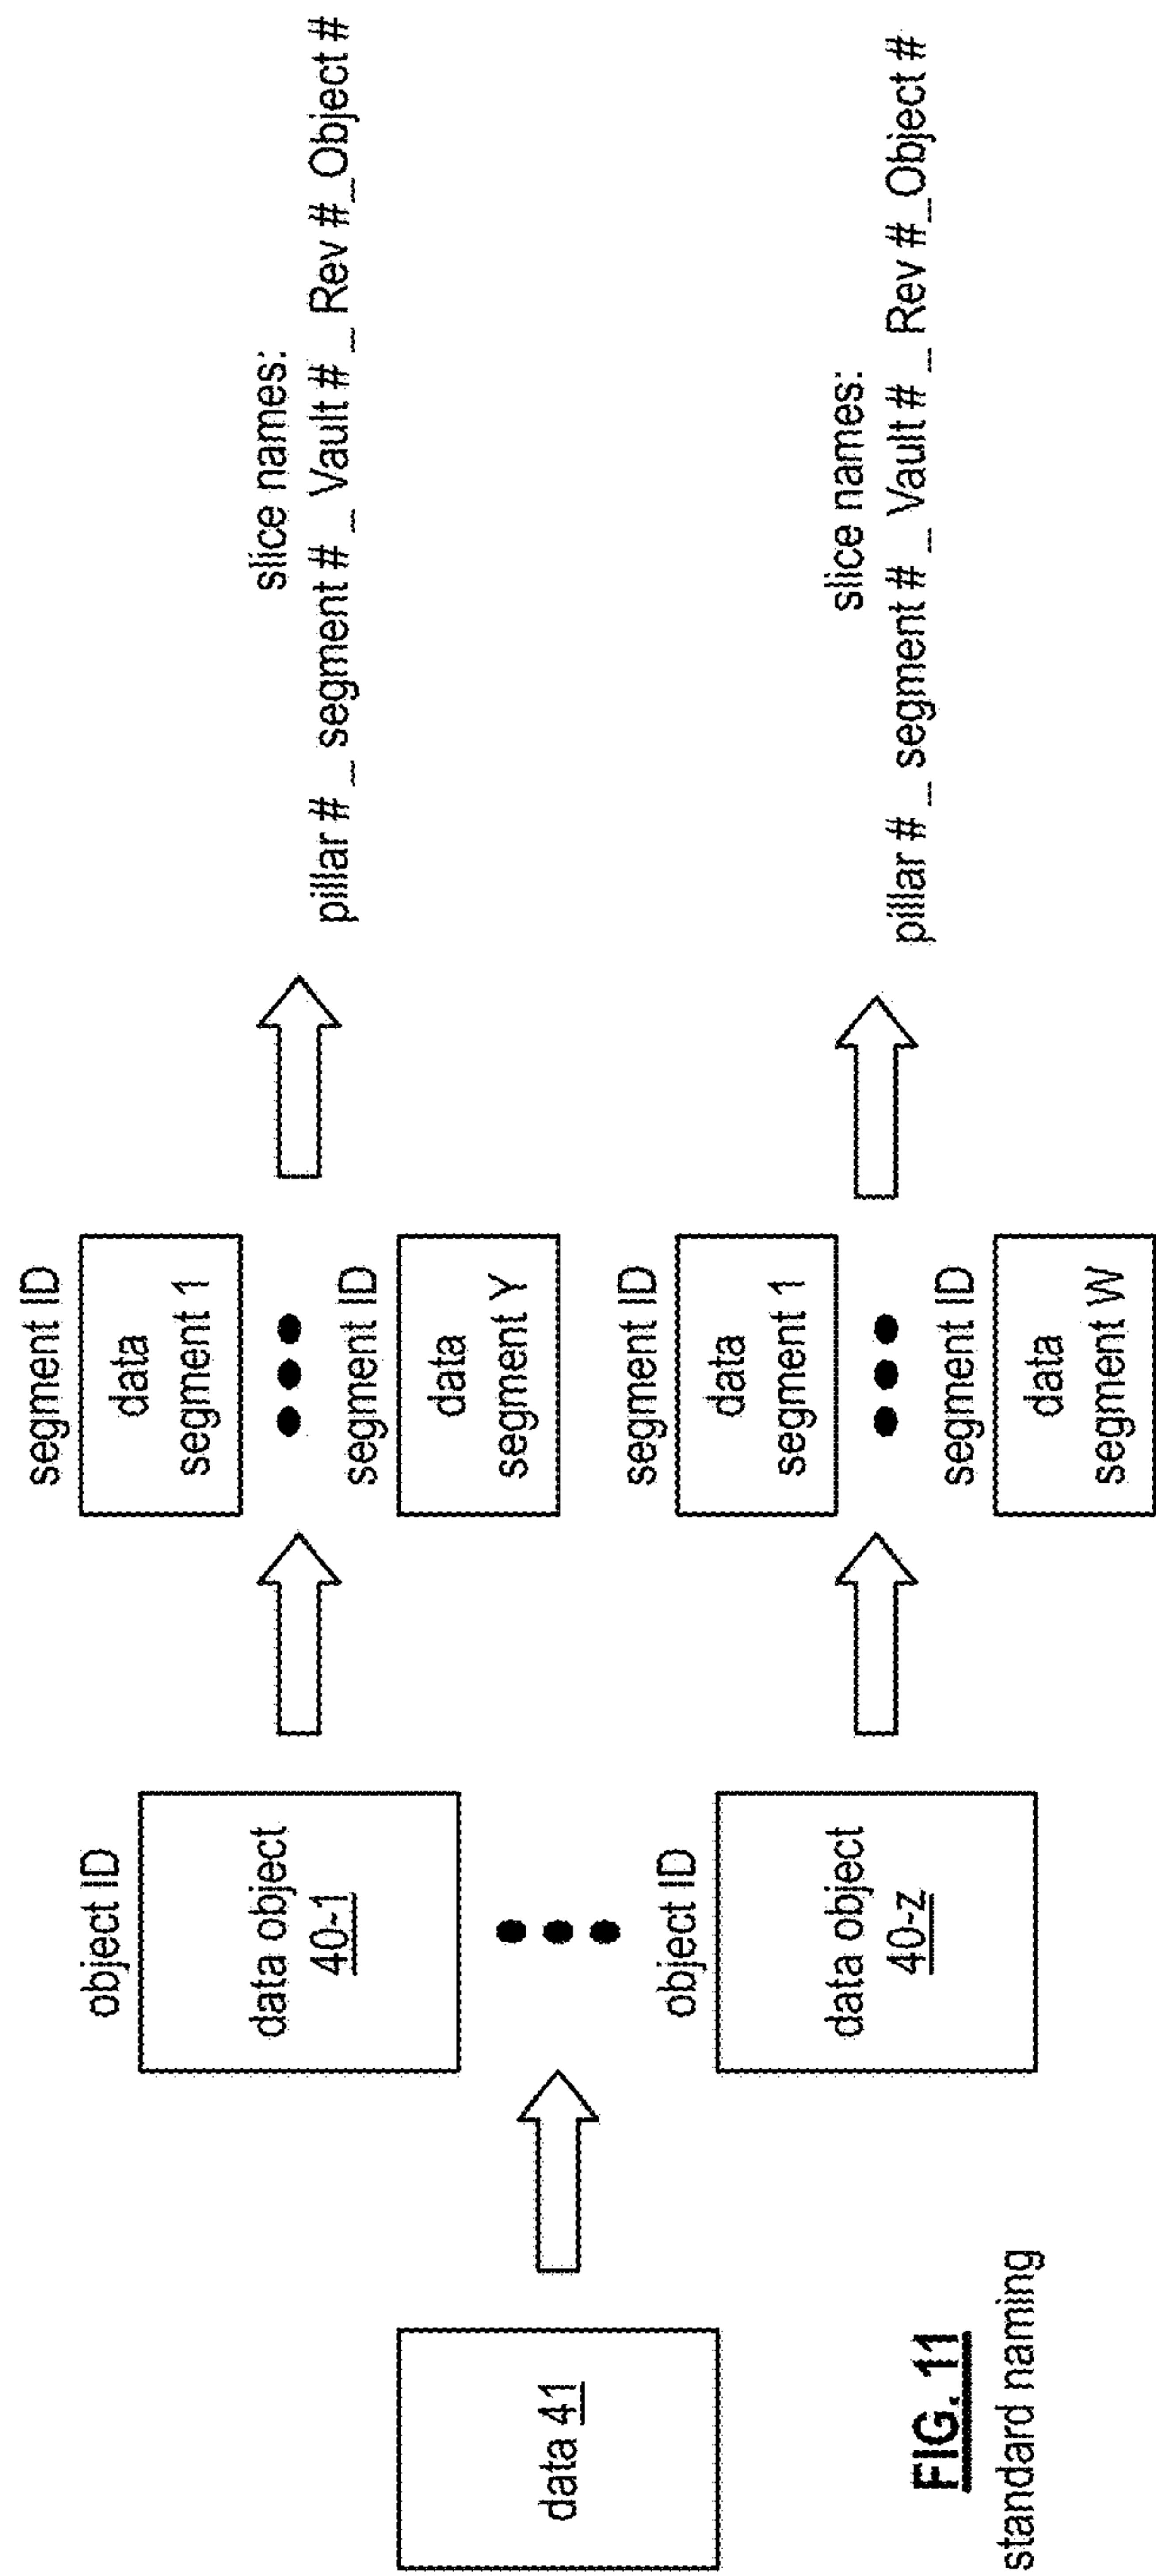 data 41
object ID
data object
40-1
object ID
data object
40-z
segment ID
data
segment 1
segment ID
data
segment Y
segment ID
data
segment 1
segment ID
data
segment W
slice names:
pillar # _ segment # _ Vault # _ Rev #_Object #
slice names:
pillar # _ segment # _ Vault # _ Rev #_Object #
FIG. 11
standard naming